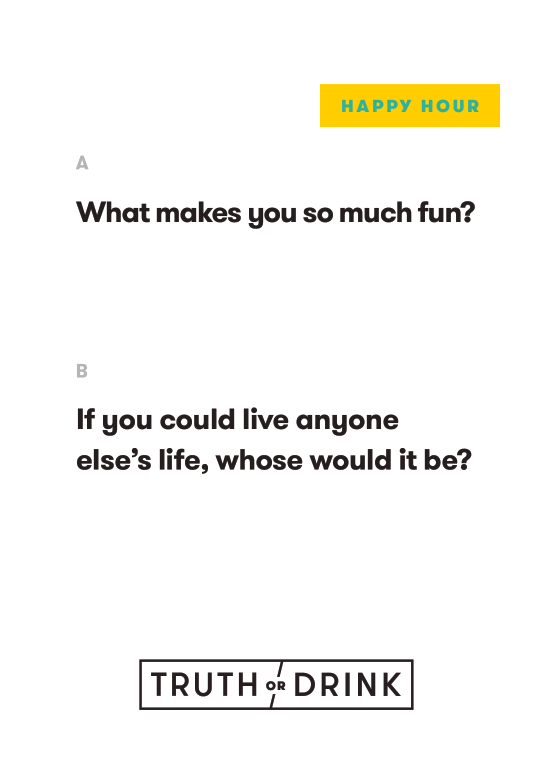 HAPPY HOUR
A
What makes you so much fun?
B
If you could live anyone
else’s life, whose would it be?
TRUTH OR DRINK